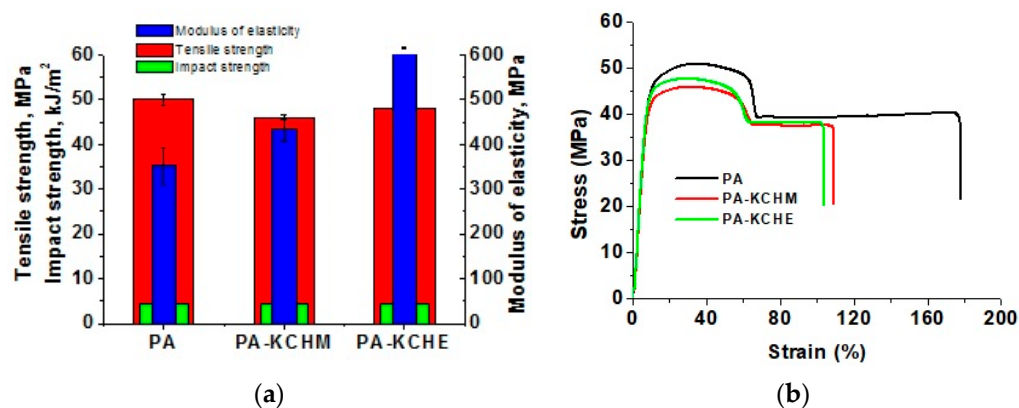 Modulus of elasticity
Tensile strength
Impact strength
Tensile strength, MPa
Impact strength, kJ/m²
60
50
40
30
20
10
0
600
500
400
300
200
100
0
Modulus of elasticity, MPa
PA
PA-KCHM
PA-KCHE
(a)
Stress (MPa)
60
50
40
30
20
10
0
PA
PA-KCHM
PA-KCHE
0
40
80
120
160
200
Strain (%)
(b)